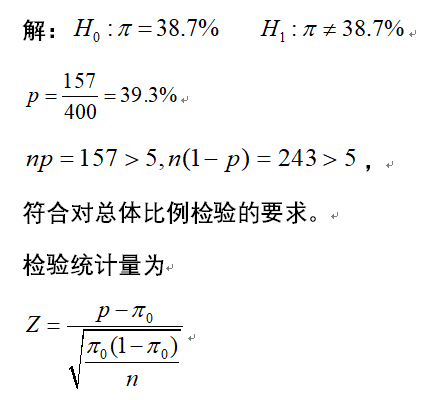 解：H₀ : π = 38.7%  H₁ : π ≠ 38.7%
p = 157/400 = 39.3%
np = 157 > 5, n(1 − p) = 243 > 5 ，
符合对总体比例检验的要求。
检验统计量为
Z = (p − π₀) / √(π₀(1 − π₀)/n)